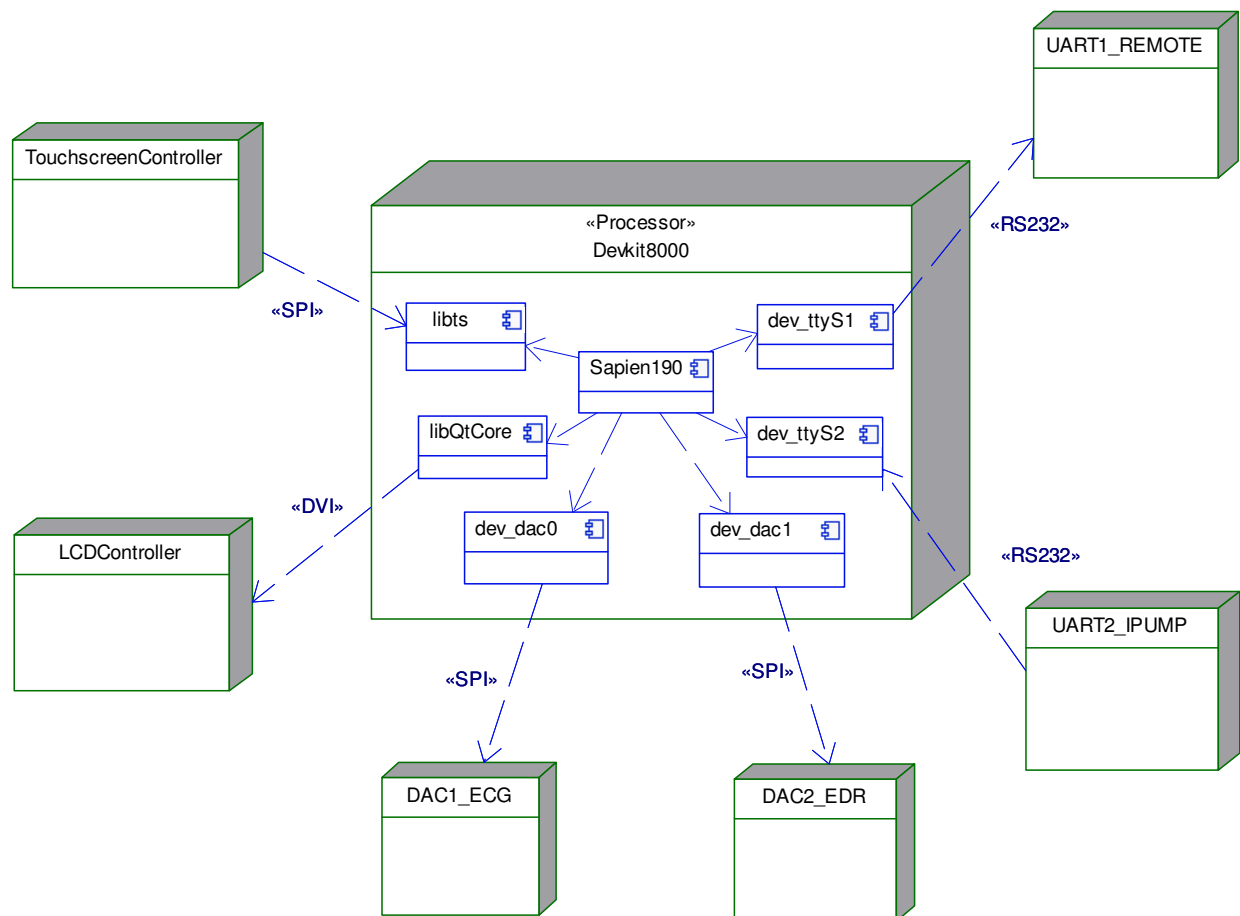 UART1_REMOTE
TouchscreenController
«Processor»
Devkit8000
«RS232»
«SPI»
libts
dev_ttyS1
Sapien190
libQtCore
dev_ttyS2
«DVI»
dev_dac0
dev_dac1
LCDController
«RS232»
UART2_IPUMP
«SPI»
«SPI»
DAC1_ECG
DAC2_EDR